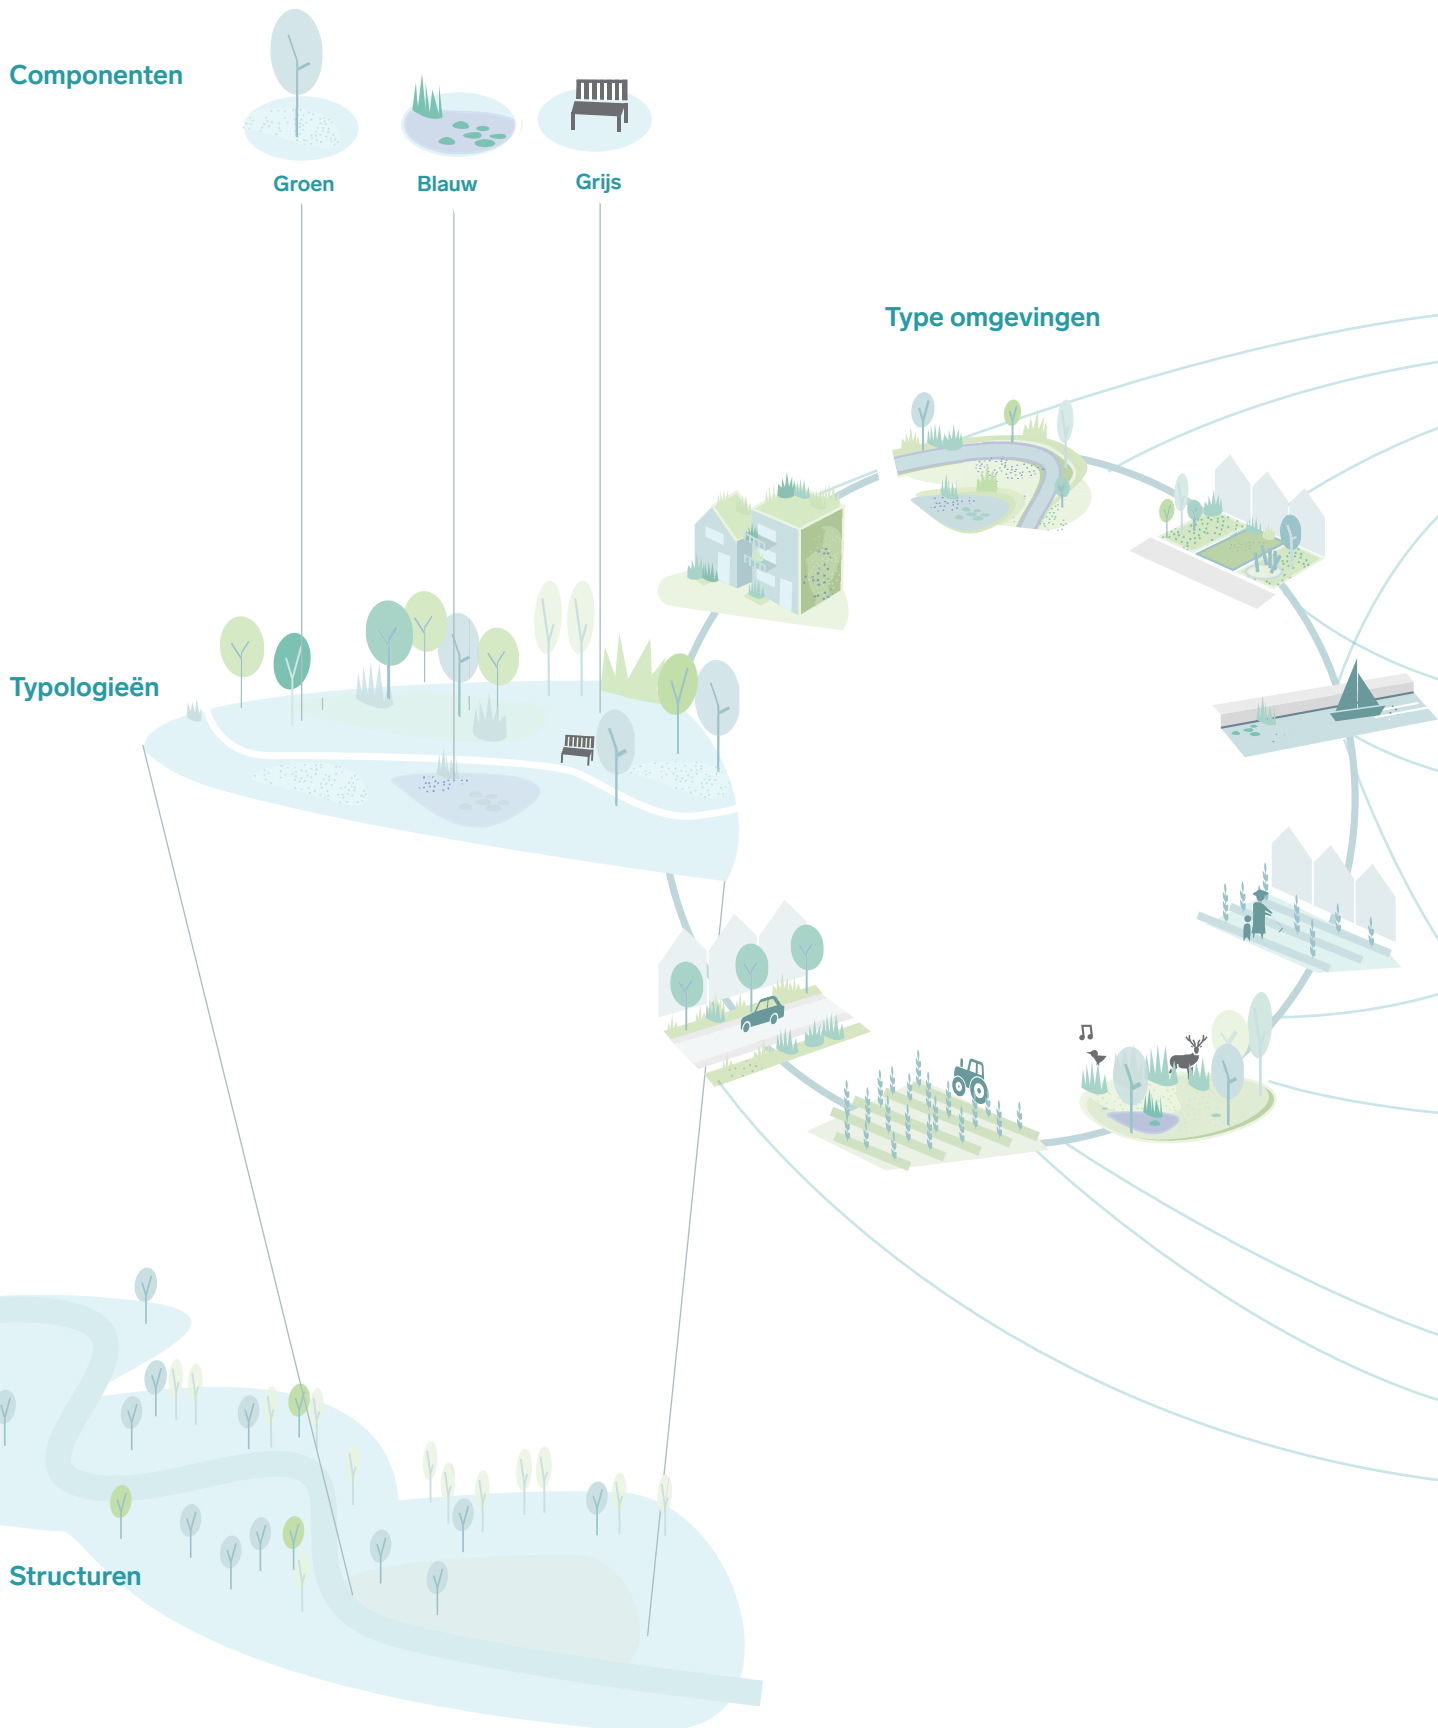 Componenten
Groen
Blauw
Grijs
Type omgevingen
Typologieën
Structuren